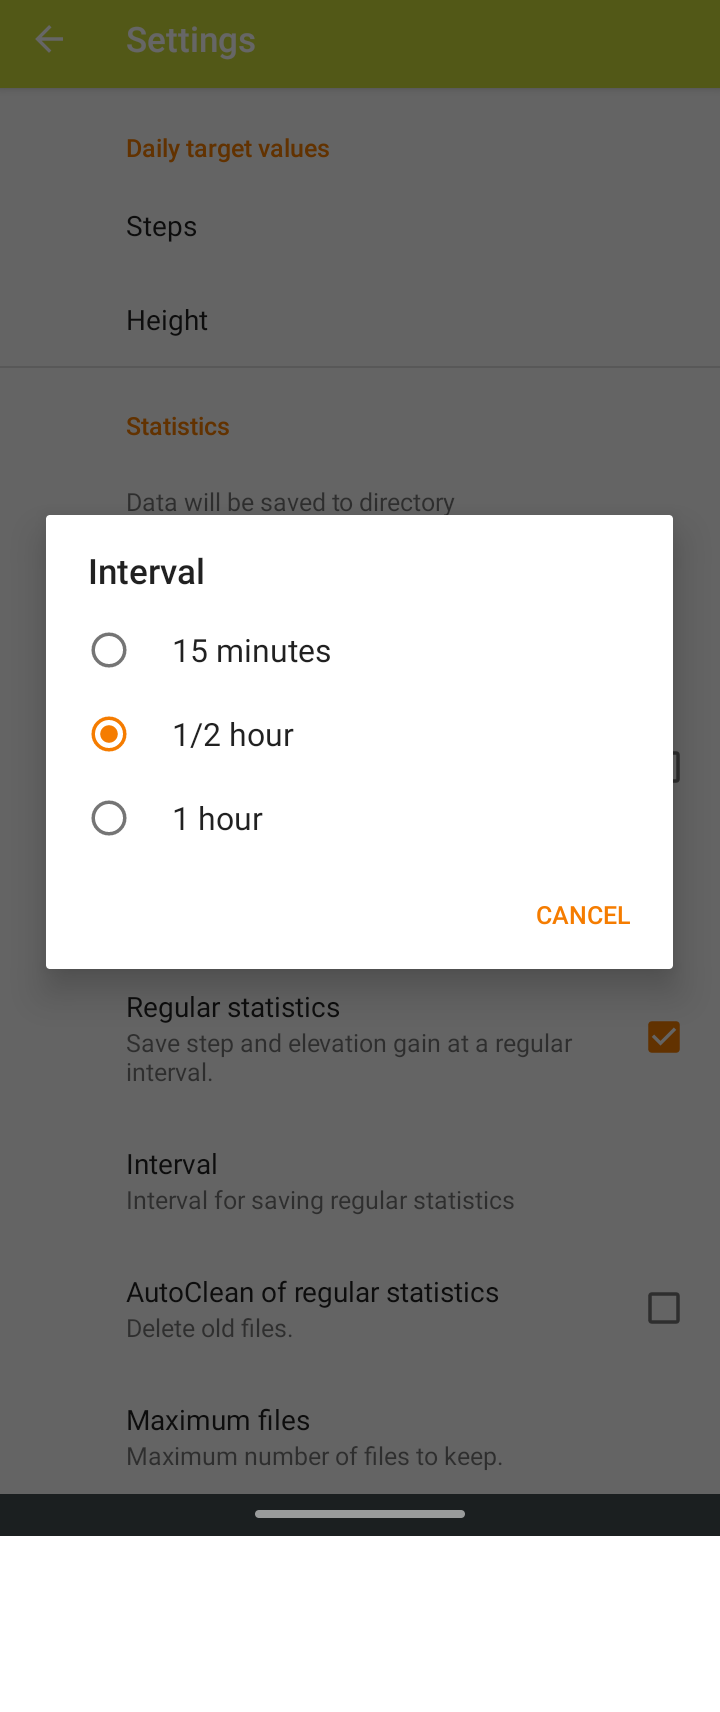 Settings
Daily target values
Steps
Height
Statistics
Data will be saved to directory
Interval
15 minutes
1/2 hour
1 hour
CANCEL
Regular statistics
Save step and elevation gain at a regular
interval.
Interval
Interval for saving regular statistics
AutoClean of regular statistics
Delete old files.
Maximum files
Maximum number of files to keep.